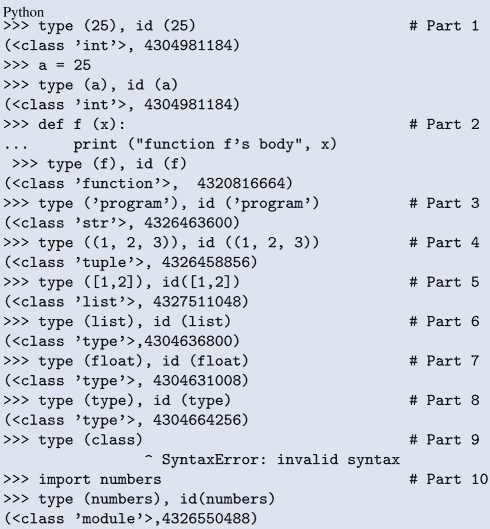 Python
>>> type (25), id (25) # Part 1
(<class 'int'>, 4304981184)
>>> a = 25
>>> type (a), id (a)
(<class 'int'>, 4304981184)
>>> def f (x): # Part 2
... print ("function f's body", x)
>>> type (f), id (f)
(<class 'function'>, 4320816664)
>>> type ('program'), id ('program') # Part 3
(<class 'str'>, 4326463600)
>>> type ((1, 2, 3)), id ((1, 2, 3)) # Part 4
(<class 'tuple'>, 4326458856)
>>> type ([1,2]), id([1,2]) # Part 5
(<class 'list'>, 4327511048)
>>> type (list), id (list) # Part 6
(<class 'type'>,4304636800)
>>> type (float), id (float) # Part 7
(<class 'type'>, 4304631008)
>>> type (type), id (type) # Part 8
(<class 'type'>, 4304664256)
>>> type (class) # Part 9
^ SyntaxError: invalid syntax
>>> import numbers # Part 10
>>> type (numbers), id(numbers)
(<class 'module'>,4326550488)